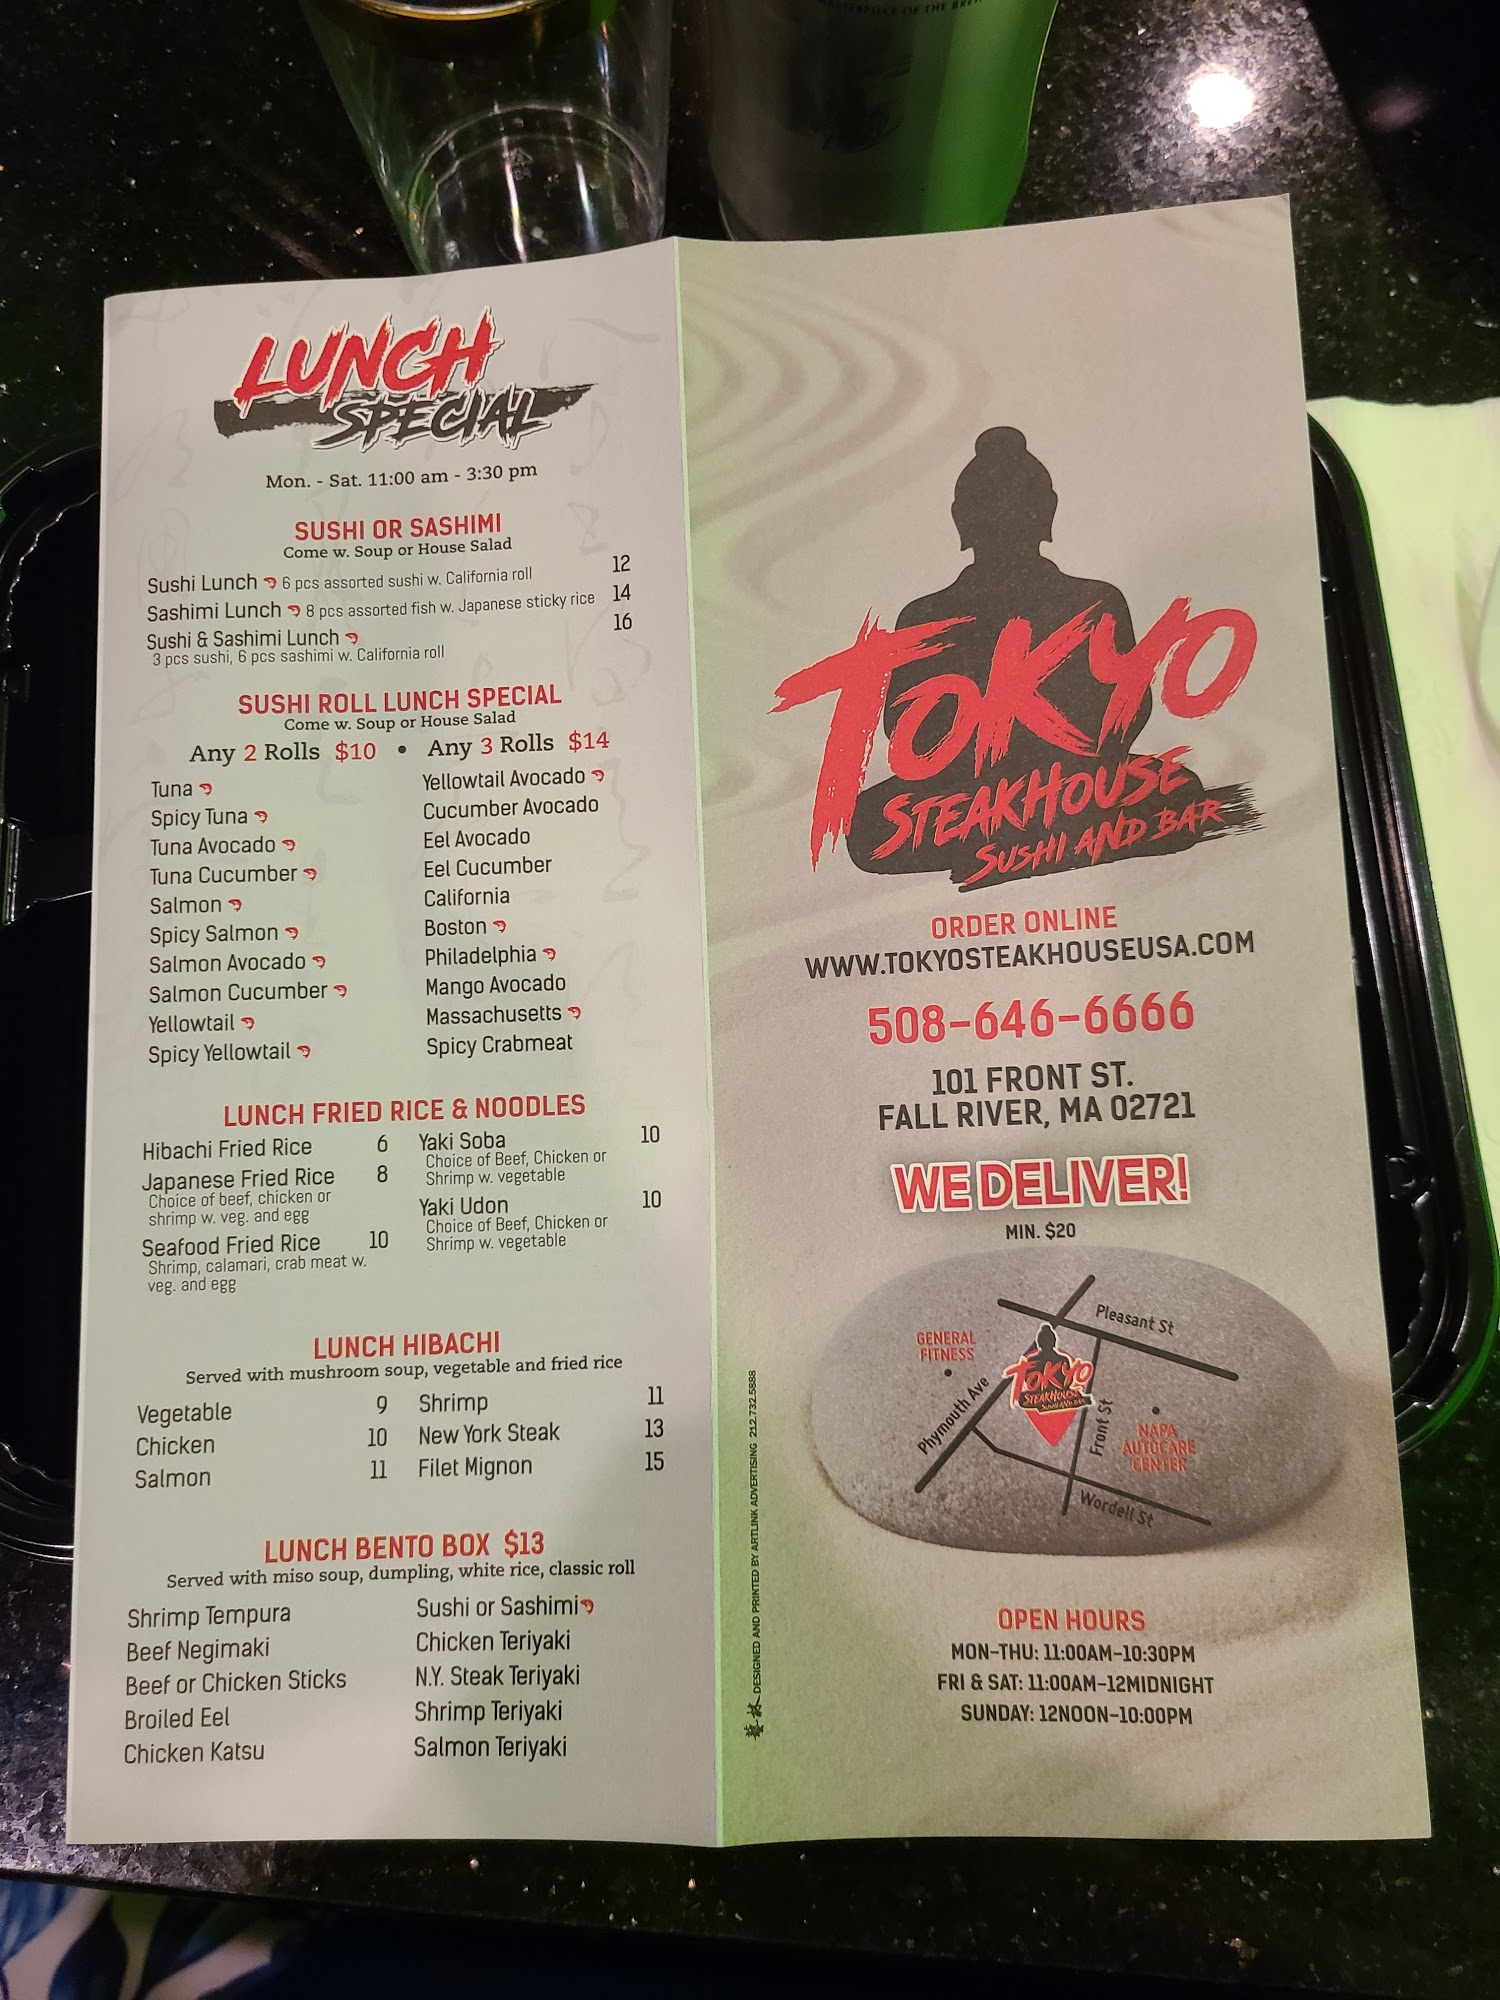 MASTERPIECE OF THE
LUNCH
SPECIAL
Mon. - Sat. 11:00 am - 3:30 pm
SUSHI OR SASHIMI
Come w. Soup or House Salad
Sushi Lunch 6 pcs assorted sushi w. California roll 12
Sashimi Lunch 8 pcs assorted fish w. Japanese sticky rice 14
Sushi & Sashimi Lunch 16
3 pcs sushi, 6 pcs sashimi w. California roll
SUSHI ROLL LUNCH SPECIAL
Come w. Soup or House Salad
Any 2 Rolls $10 • Any 3 Rolls $14
Tuna
Spicy Tuna
Tuna Avocado
Tuna Cucumber
Salmon
Spicy Salmon
Salmon Avocado
Salmon Cucumber
Yellowtail
Spicy Yellowtail
Yellowtail Avocado
Cucumber Avocado
Eel Avocado
Eel Cucumber
California
Boston
Philadelphia
Mango Avocado
Massachusetts
Spicy Crabmeat
LUNCH FRIED RICE & NOODLES
Hibachi Fried Rice 6
Japanese Fried Rice 8
Choice of beef, chicken or
shrimp w. veg. and egg
Seafood Fried Rice 10
Shrimp, calamari, crab meat w.
veg. and egg
Yaki Soba 10
Choice of Beef, Chicken or
Shrimp w. vegetable
Yaki Udon 10
Choice of Beef, Chicken or
Shrimp w. vegetable
LUNCH HIBACHI
Served with mushroom soup, vegetable and fried rice
Vegetable 9
Chicken 10
Salmon 11
Shrimp 11
New York Steak 13
Filet Mignon 15
LUNCH BENTO BOX $13
Served with miso soup, dumpling, white rice, classic roll
Shrimp Tempura
Beef Negimaki
Beef or Chicken Sticks
Broiled Eel
Chicken Katsu
Sushi or Sashimi
Chicken Teriyaki
N.Y. Steak Teriyaki
Shrimp Teriyaki
Salmon Teriyaki
TOKYO
STEAKHOUSE
SUSHI AND BAR
ORDER ONLINE
WWW.TOKYOSTEAKHOUSEUSA.COM
508-646-6666
101 FRONT ST.
FALL RIVER, MA 02721
WE DELIVER!
MIN. $20
Pleasant St
GENERAL
FITNESS
TOKYO
STEAKHOUSE
SUSHI AND BAR
Phymouth Ave
Front St
NAPA
AUTOCARE
CENTER
Wordell St
藝林 DESIGNED AND PRINTED BY ARTLINK ADVERTISING 212.732.5888
OPEN HOURS
MON-THU: 11:00AM-10:30PM
FRI & SAT: 11:00AM-12MIDNIGHT
SUNDAY: 12NOON-10:00PM